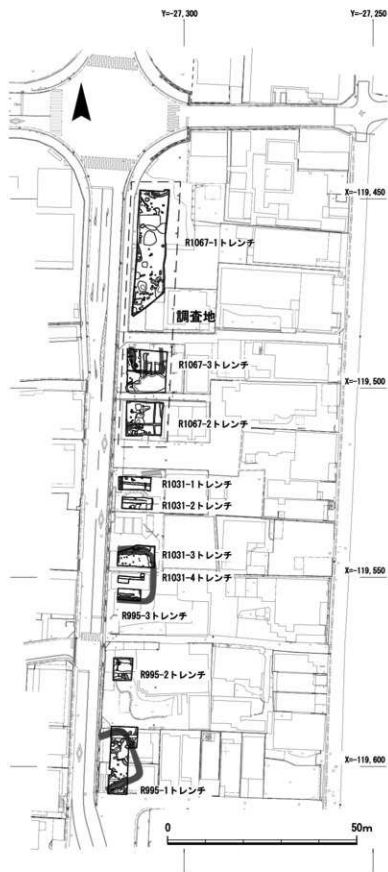 Y=-27,300
Y=-27,250
X=-119,450
R1067-1トレンチ
調査地
R1067-3トレンチ
X=-119,500
R1067-2トレンチ
R1031-1トレンチ
R1031-2トレンチ
R1031-3トレンチ
X=-119,550
R1031-4トレンチ
R995-3トレンチ
R995-2トレンチ
X=-119,600
R995-1トレンチ
0
50m